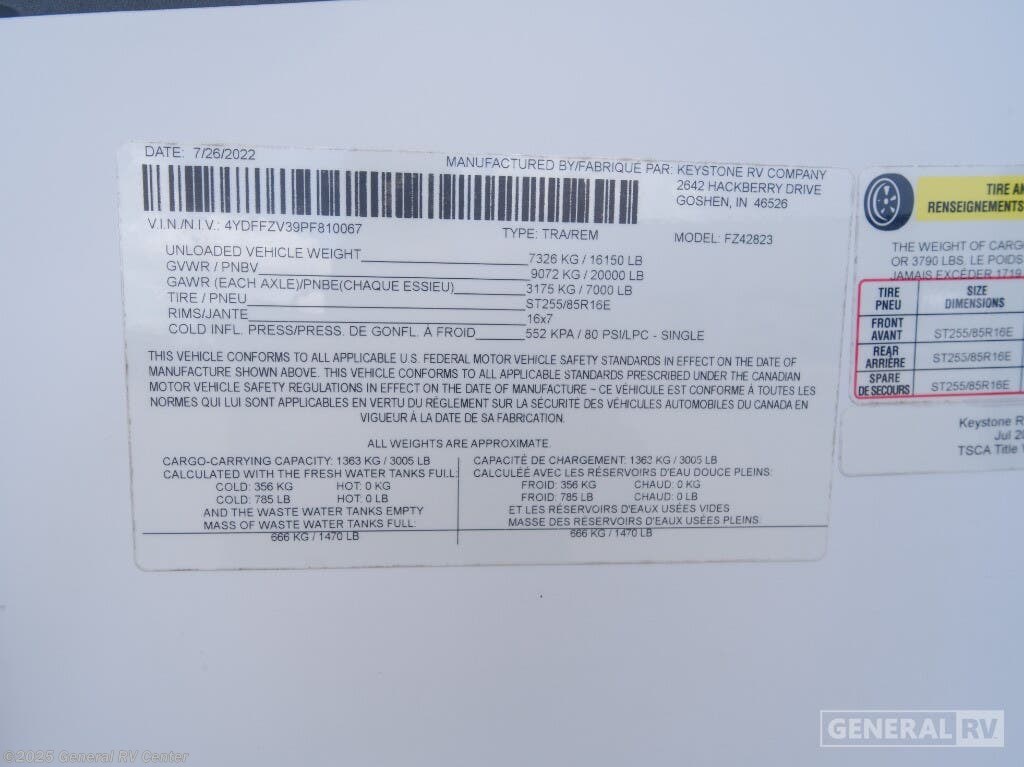 DATE: 7/26/2022
MANUFACTURED BY/FABRIQUE PAR: KEYSTONE RV COMPANY
2642 HACKBERRY DRIVE
GOSHEN, IN 46526
V.I.N./N.I.V.: 4YDFFZV39PF810067
TYPE: TRA/REM
MODEL: FZ42823
UNLOADED VEHICLE WEIGHT 7326 KG / 16150 LB
GVWR / PNBV 9072 KG / 20000 LB
GAWR (EACH AXLE)/PNBE(CHAQUE ESSIEU) 3175 KG / 7000 LB
TIRE / PNEU ST255/85R16E
RIMS/JANTE 16x7
COLD INFL. PRESS/PRESS. DE GONFL. À FROID 552 KPA / 80 PSI/LPC - SINGLE
THIS VEHICLE CONFORMS TO ALL APPLICABLE U.S. FEDERAL MOTOR VEHICLE SAFETY STANDARDS IN EFFECT ON THE DATE OF
MANUFACTURE SHOWN ABOVE. THIS VEHICLE CONFORMS TO ALL APPLICABLE STANDARDS PRESCRIBED UNDER THE CANADIAN
MOTOR VEHICLE SAFETY REGULATIONS IN EFFECT ON THE DATE OF MANUFACTURE ~ CE VÉHICULE EST CONFORME À TOUTES LES
NORMES QUI LUI SONT APPLICABLES EN VERTU DU RÉGLEMENT SUR LA SÉCURITÉ DES VÉHICULES AUTOMOBILES DU CANADA EN
VIGUEUR À LA DATE DE SA FABRICATION.
ALL WEIGHTS ARE APPROXIMATE.
CARGO-CARRYING CAPACITY: 1363 KG / 3005 LB
CALCULATED WITH THE FRESH WATER TANKS FULL:
COLD: 356 KG HOT: 0 KG
COLD: 785 LB HOT: 0 LB
AND THE WASTE WATER TANKS EMPTY
MASS OF WASTE WATER TANKS FULL:
666 KG / 1470 LB
CAPACITÉ DE CHARGEMENT: 1363 KG / 3005 LB
CALCULÉE AVEC LES RÉSERVOIRS D'EAU DOUCE PLEINS:
FROID: 356 KG CHAUD: 0 KG
FROID: 785 LB CHAUD: 0 LB
ET LES RÉSERVOIRS D'EAUX USÉES VIDES
MASSE DES RÉSERVOIRS D'EAUX USÉES PLEINS:
666 KG / 1470 LB
TIRE AN
RENSEIGNEMENTS
THE WEIGHT OF CARGO
OR 3790 LBS. LE POIDS
JAMAIS EXCÉDER 1719
TIRE SIZE
PNEU DIMENSIONS
FRONT
AVANT ST255/85R16E
REAR
ARRIÈRE ST255/85R16E
SPARE
DE SECOURS ST255/85R16E
Keystone R
Jul 20
TSCA Title
GENERAL RV
©2025 General RV Center